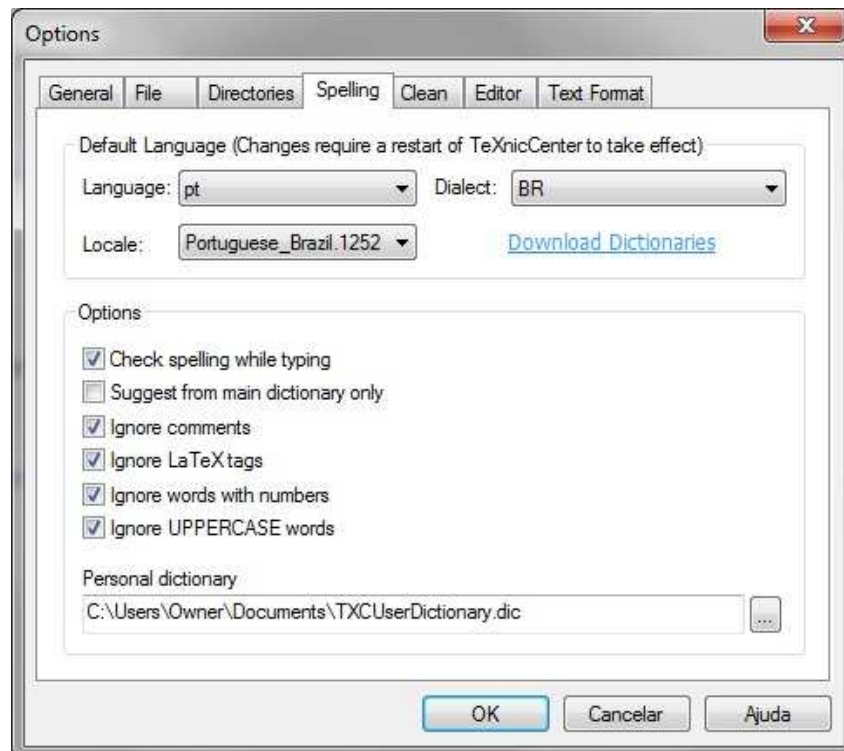 Options
General File Directories Spelling Clean Editor Text Format
Default Language (Changes require a restart of TeXnicCenter to take effect)
Language: pt Dialect: BR
Locale: Portuguese_Brazil.1252 Download Dictionaries
Options
Check spelling while typing
Suggest from main dictionary only
Ignore comments
Ignore LaTeX tags
Ignore words with numbers
Ignore UPPERCASE words
Personal dictionary
C:\Users\Owner\Documents\TXCUserDictionary.dic ...
OK Cancelar Ajuda